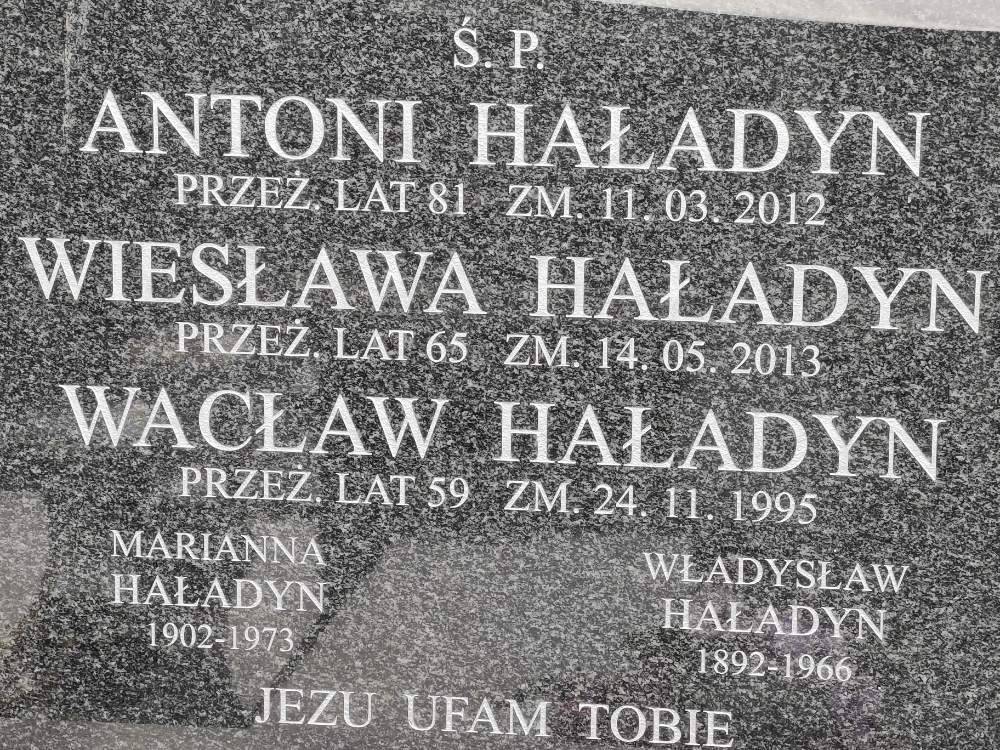 Ś. P.
ANTONI HAŁADYN
PRZEŻ. LAT 81 ZM. 11. 03. 2012
WIESŁAWA HAŁADYN
PRZEŻ. LAT 65 ZM. 14. 05. 2013
WACŁAW HAŁADYN
PRZEŻ. LAT 59 ZM. 24. 11. 1995
MARIANNA
HAŁADYN
1902-1973
WŁADYSŁAW
HAŁADYN
1892-1966
JEZU UFAM TOBIE